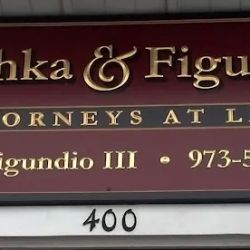 hka & Figu
ORNEYS AT L
igundio III • 973-5
400